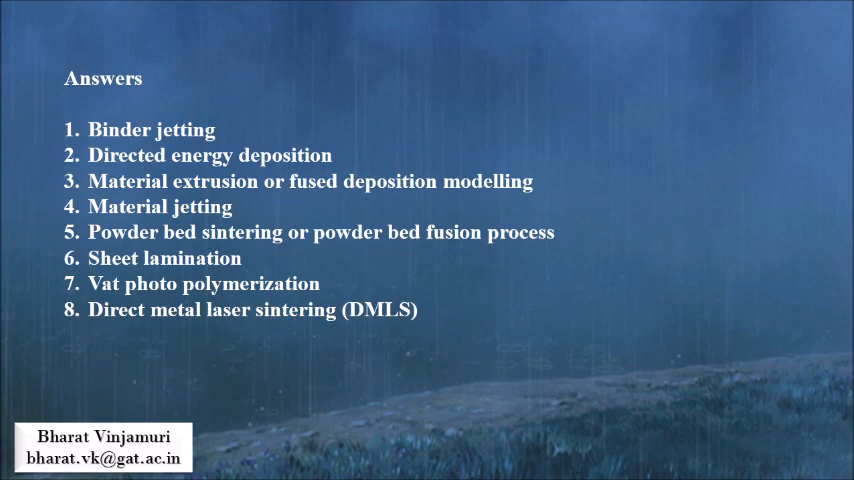 Answers
1. Binder jetting
2. Directed energy deposition
3. Material extrusion or fused deposition modelling
4. Material jetting
5. Powder bed sintering or powder bed fusion process
6. Sheet lamination
7. Vat photo polymerization
8. Direct metal laser sintering (DMLS)
Bharat Vinjamuri
bharat.vk@gat.ac.in